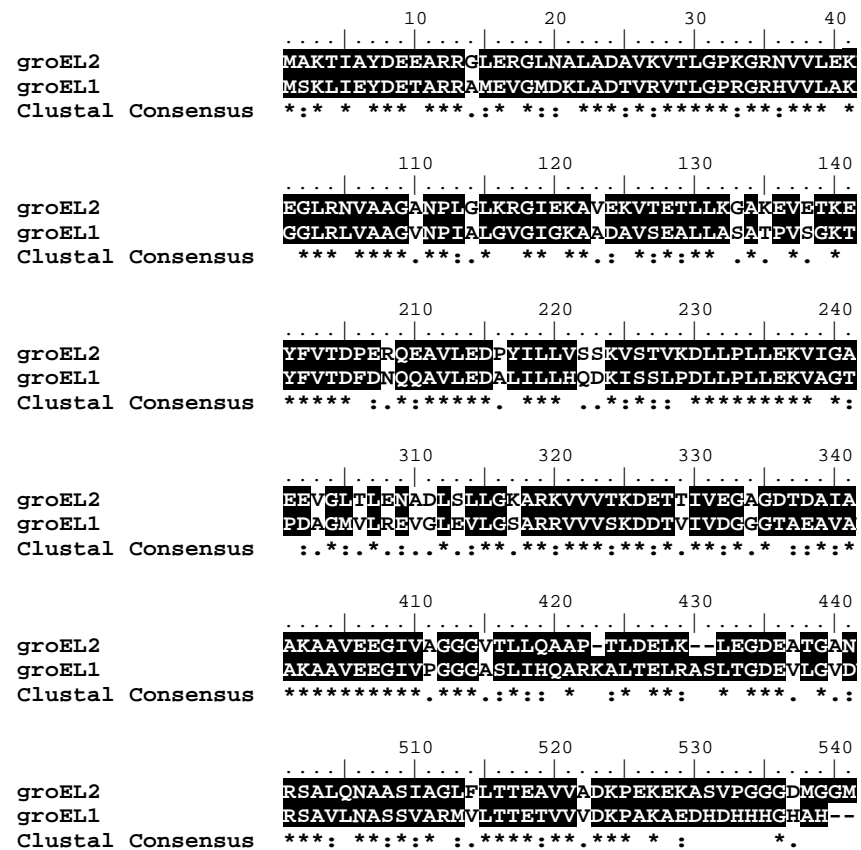 10 20 30 40
....|....|....|....|....|....|....|....|.
groEL2 MAKTIAYDEEARRGLERGLNALADAVKVTLGPKGRNVVLEK
groEL1 MSKLIEYDETARRAMEVGMDKLADTVRVTLGPRGRHVVLAK
Clustal Consensus *:* * *** ***.:* *:: ***:*:*****:**:*** *
110 120 130 140
....|....|....|....|....|....|....|....|.
groEL2 EGLRNVAAGANPLGLKRGIEKAVEKVTETLLKGAKEVETKE
groEL1 GGLRLVAAGVNPIALGVGIGKAADAVSEALLASATPVSGKT
Clustal Consensus *** ****.**:.* ** **.: *:*:** .*. *. *
210 220 230 240
....|....|....|....|....|....|....|....|.
groEL2 YFVTDPERQEAVLEDPYILLVSSKVSTVKDLLPLLEKVIGA
groEL1 YFVTDFDNQQAVLEDALILLHQDKISSLPDLLPLLEKVAGT
Clustal Consensus ***** :.*:*****. *** ..*:*:: ********* *:
310 320 330 340
....|....|....|....|....|....|....|....|.
groEL2 EEVGLTLENADLSLLGKARKVVVTKDETTIVEGAGDTDAIA
groEL1 PDAGMVLREVGLEVLGSARRVVVSKDDTVIVDGGGTAEAVA
Clustal Consensus :.*:.*.:..*.:**.**:***:**:*.**:*.* ::*:*
410 420 430 440
....|....|....|....|....|....|....|....|.
groEL2 AKAAVEEGIVAGGGVTLLQAAP-TLDELK--LEGDEATGAN
groEL1 AKAAVEEGIVPGGGASLIHQARKALTELRASLTGDEVLGVD
Clustal Consensus **********.***.:*:: * :* **: * ***. *.:
510 520 530 540
....|....|....|....|....|....|....|....|.
groEL2 RSALQNAASIAGLFLTTEAVVADKPEKEKASVPGGGDMGGM
groEL1 RSAVLNASSVARMVLTTETVVVDKPAKAEDHDHHHGHAH--
Clustal Consensus ***: **:*:* :.****:**.*** * : *.